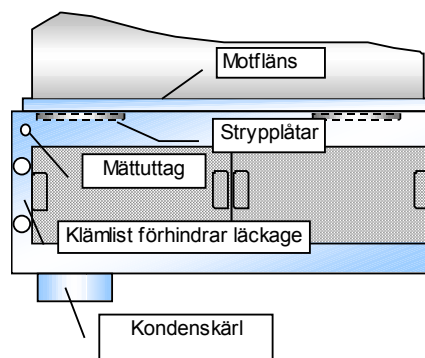 Motfläns
Strypplåtar
Mättuttag
Klämlist förhindrar läckage
Kondenskärl